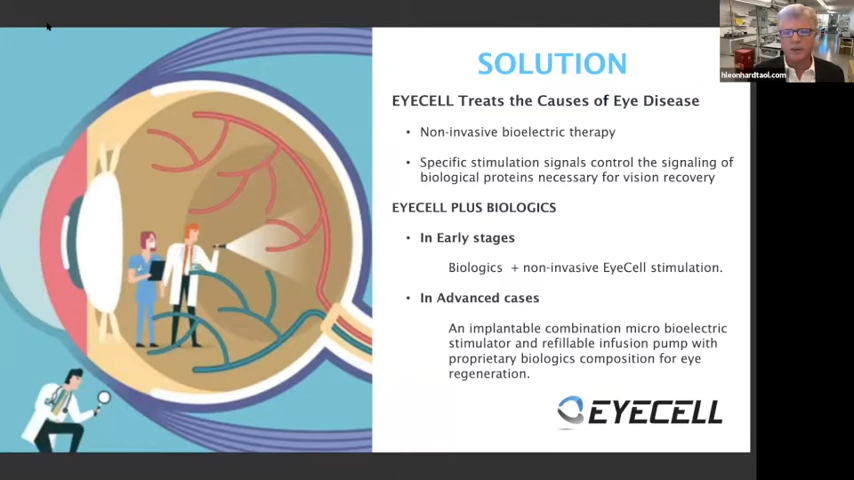 SOLUTION
hleonhardtaol.com
EYECELL Treats the Causes of Eye Disease
• Non-invasive bioelectric therapy
• Specific stimulation signals control the signaling of
biological proteins necessary for vision recovery
EYECELL PLUS BIOLOGICS
• In Early stages
Biologics + non-invasive EyeCell stimulation.
• In Advanced cases
An implantable combination micro bioelectric
stimulator and refillable infusion pump with
proprietary biologics composition for eye
regeneration.
EYECELL